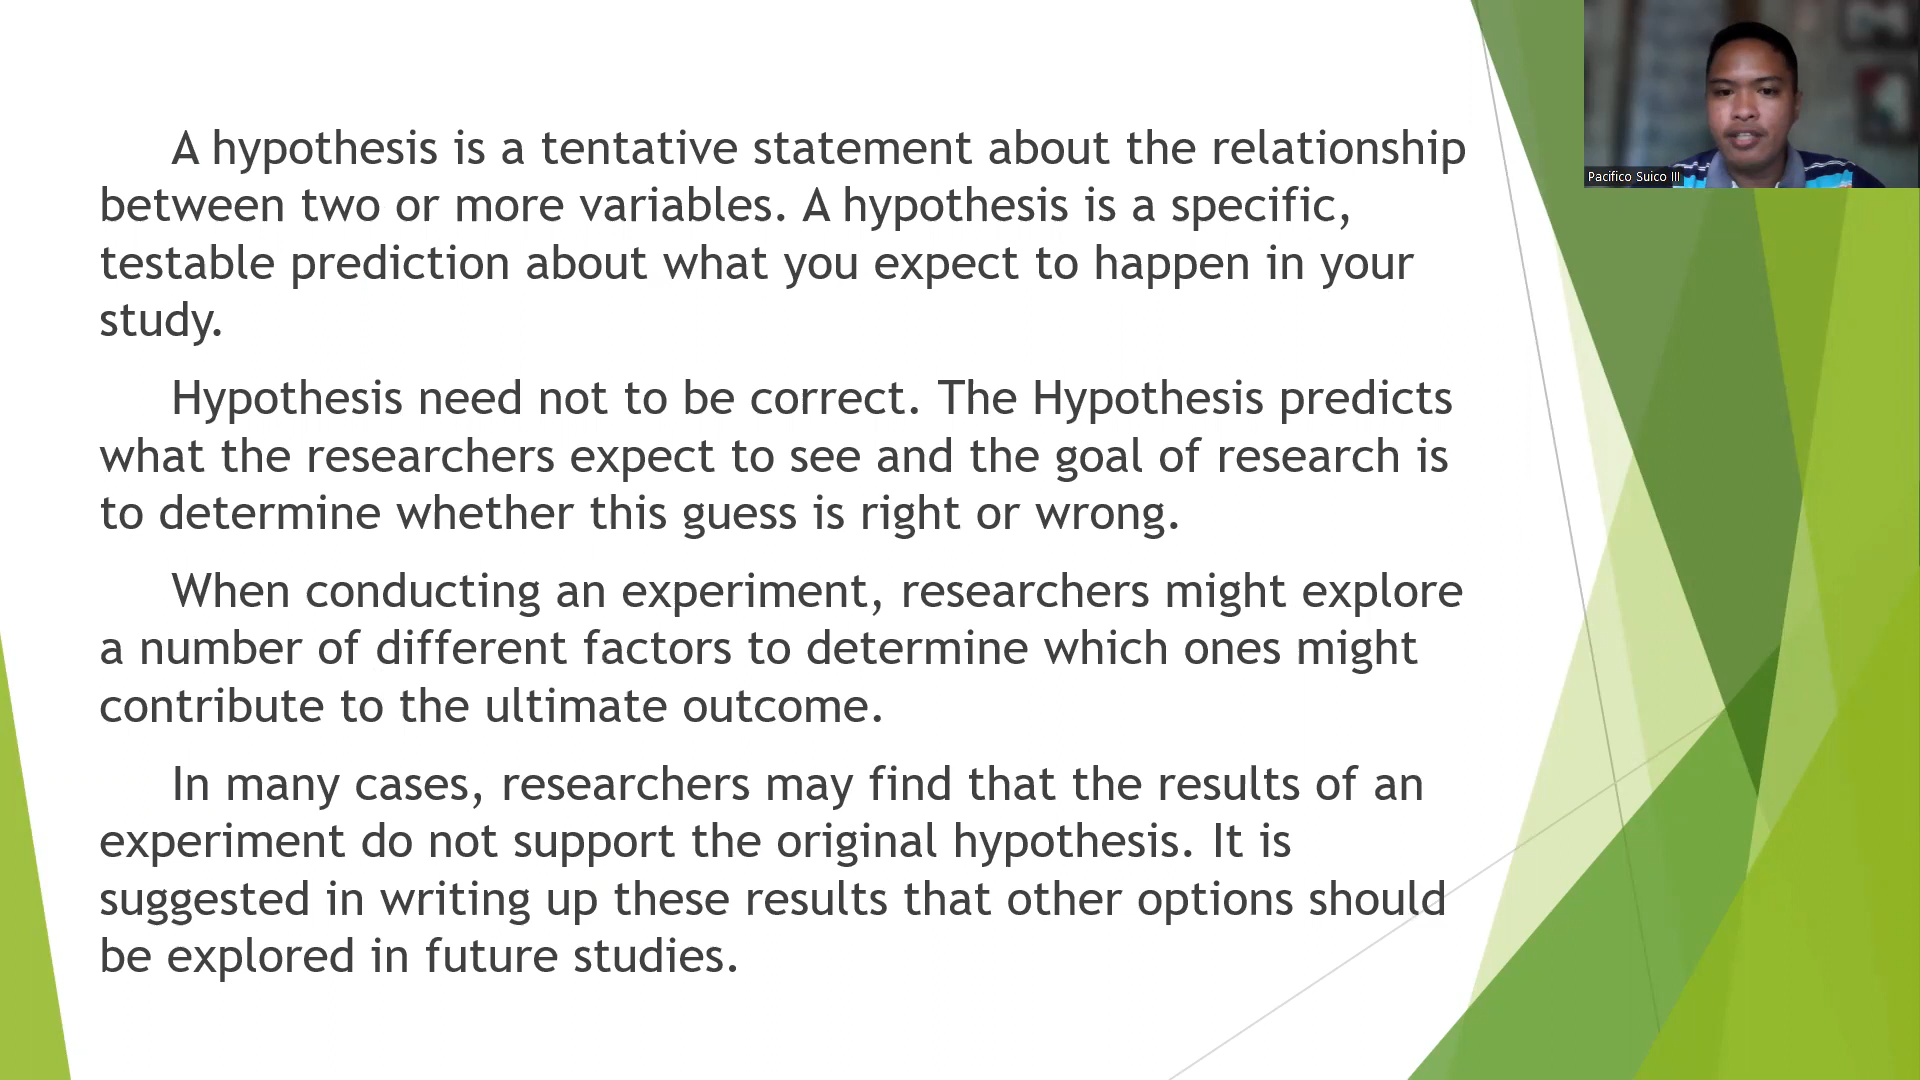 A hypothesis is a tentative statement about the relationship
between two or more variables. A hypothesis is a specific,
testable prediction about what you expect to happen in your
study.
Hypothesis need not to be correct. The Hypothesis predicts
what the researchers expect to see and the goal of research is
to determine whether this guess is right or wrong.
When conducting an experiment, researchers might explore
a number of different factors to determine which ones might
contribute to the ultimate outcome.
In many cases, researchers may find that the results of an
experiment do not support the original hypothesis. It is
suggested in writing up these results that other options should
be explored in future studies.
Pacifico Suico III